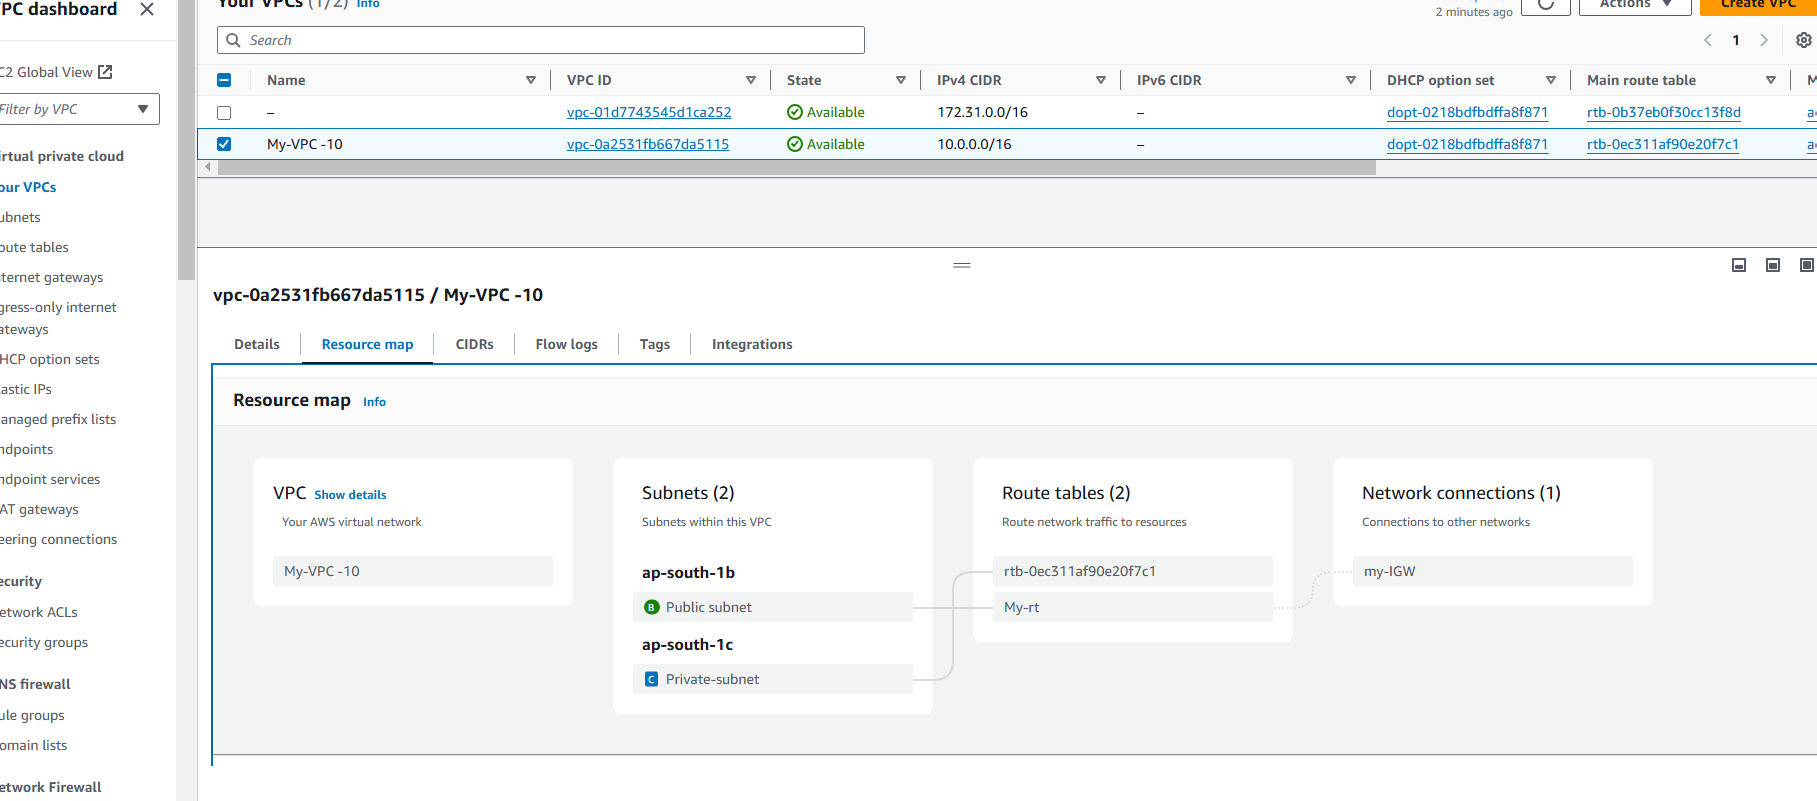 PC dashboard
C2 Global View
Filter by VPC
irtual private cloud
our VPCs
ubnets
oute tables
ternet gateways
gress-only internet
ateways
HCP option sets
lastic IPs
anaged prefix lists
ndpoints
ndpoint services
AT gateways
eering connections
ecurity
etwork ACLs
ecurity groups
NS firewall
ule groups
omain lists
etwork Firewall
Your VPCs (1/2) Info
2 minutes ago
Actions
Create VPC
Search
1
Name VPC ID State IPv4 CIDR IPv6 CIDR DHCP option set Main route table M
– vpc-01d7743545d1ca252 Available 172.31.0.0/16 – dopt-0218bdfbdffa8f871 rtb-0b37eb0f30cc13f8d a
My-VPC -10 vpc-0a2531fb667da5115 Available 10.0.0.0/16 – dopt-0218bdfbdffa8f871 rtb-0ec311af90e20f7c1 a
vpc-0a2531fb667da5115 / My-VPC -10
Details Resource map CIDRs Flow logs Tags Integrations
Resource map Info
VPC Show details
Your AWS virtual network
My-VPC -10
Subnets (2)
Subnets within this VPC
ap-south-1b
B Public subnet
ap-south-1c
C Private-subnet
Route tables (2)
Route network traffic to resources
rtb-0ec311af90e20f7c1
My-rt
Network connections (1)
Connections to other networks
my-IGW